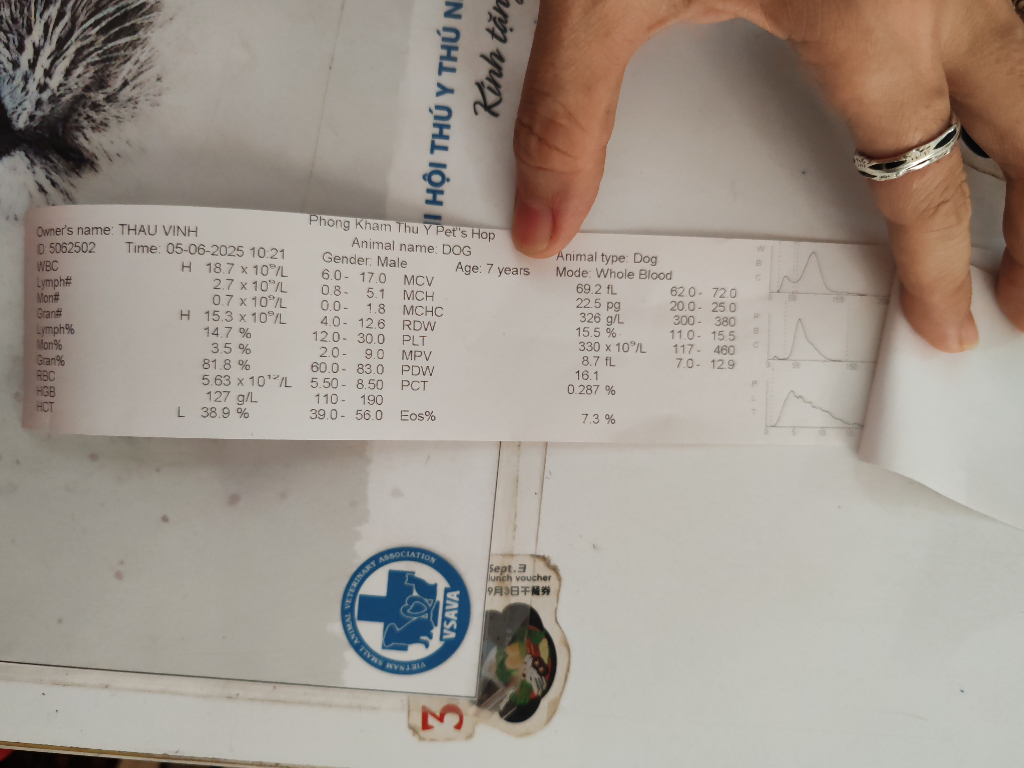 I HỘI THÚ Y THÚ N
Kính tặng
Phong Kham Thu Y Pet"s Hop
Owner's name: THAU VINH
Animal name: DOG
Animal type: Dog
ID: 5062502 Time: 05-06-2025 10:21 Gender: Male Age: 7 years Mode: Whole Blood
WBC H 18.7 x 10⁹/L 6.0 - 17.0 MCV 69.2 fL 62.0 - 72.0
Lymph# 2.7 x 10⁹/L 0.8 - 5.1 MCH 22.5 pg 20.0 - 25.0
Mon# 0.7 x 10⁹/L 0.0 - 1.8 MCHC 326 g/L 300 - 380
Gran# H 15.3 x 10⁹/L 4.0 - 12.6 RDW 15.5 % 11.0 - 15.5
Lymph% 14.7 % 12.0 - 30.0 PLT 330 x 10⁹/L 117 - 460
Mon% 3.5 % 2.0 - 9.0 MPV 8.7 fL 7.0 - 12.9
Gran% 81.8 % 60.0 - 83.0 PDW 16.1
RBC 5.63 x 10¹²/L 5.50 - 8.50 PCT 0.287 %
HGB 127 g/L 110 - 190
HCT L 38.9 % 39.0 - 56.0 Eos% 7.3 %
VIETNAM SMALL ANIMAL VETERINARY ASSOCIATION
VSAVA
Sept.3
lunch voucher
9月3日午餐券
3